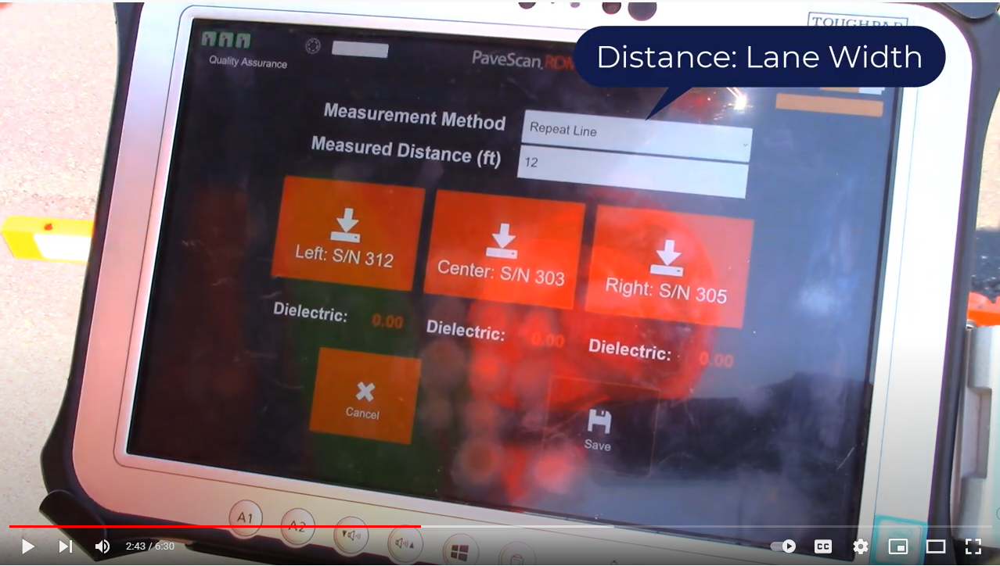 TOUGHPAD
Distance: Lane Width
Quality Assurance
PaveScan RDM
Measurement Method
Repeat Line
Measured Distance (ft)
12
Left: S/N 312
Center: S/N 303
Right: S/N 305
Dielectric: 0.00
Dielectric: 0.00
Dielectric: 0.00
Cancel
Save
A1
A2
2:43 / 6:30
CC